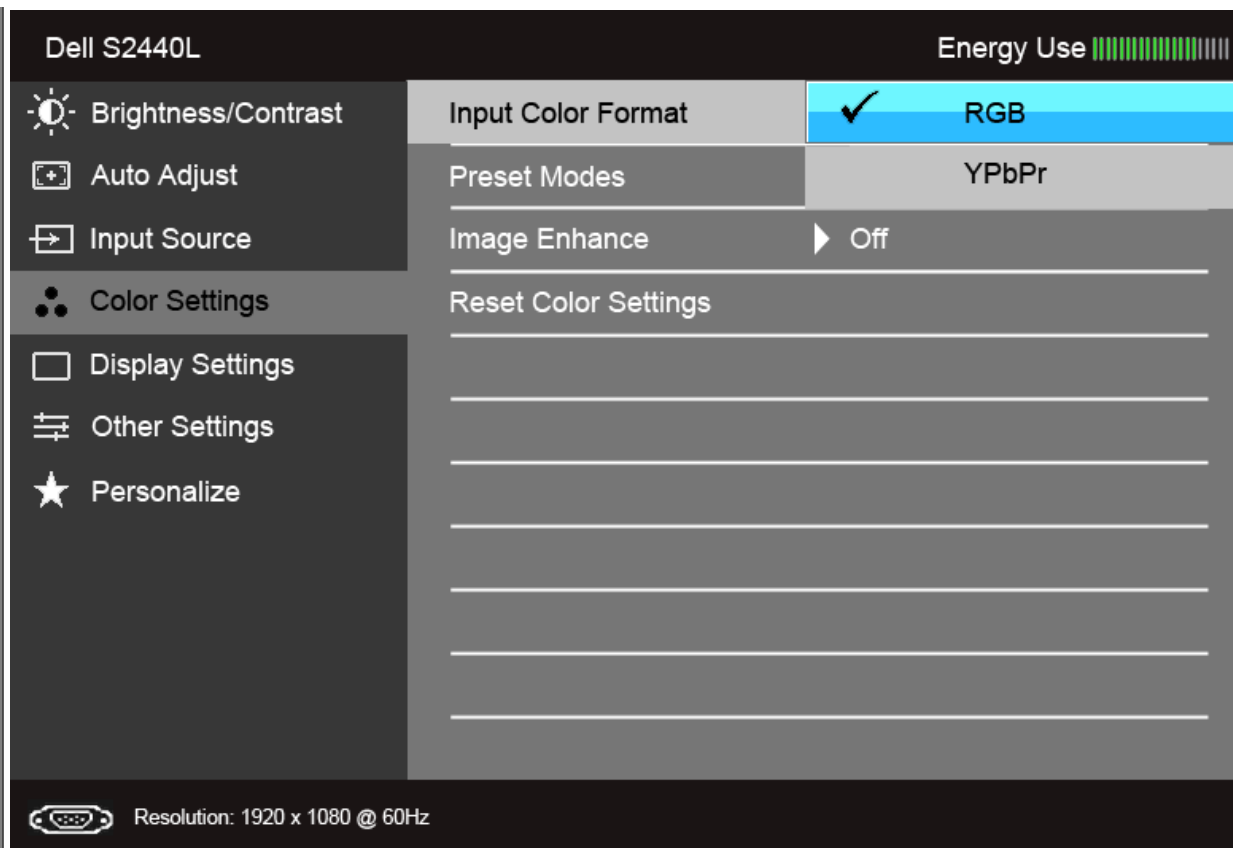 Dell S2440L Energy Use
Brightness/Contrast Input Color Format RGB
Auto Adjust Preset Modes YPbPr
Input Source Image Enhance Off
Color Settings Reset Color Settings
Display Settings
Other Settings
Personalize
Resolution: 1920 x 1080 @ 60Hz